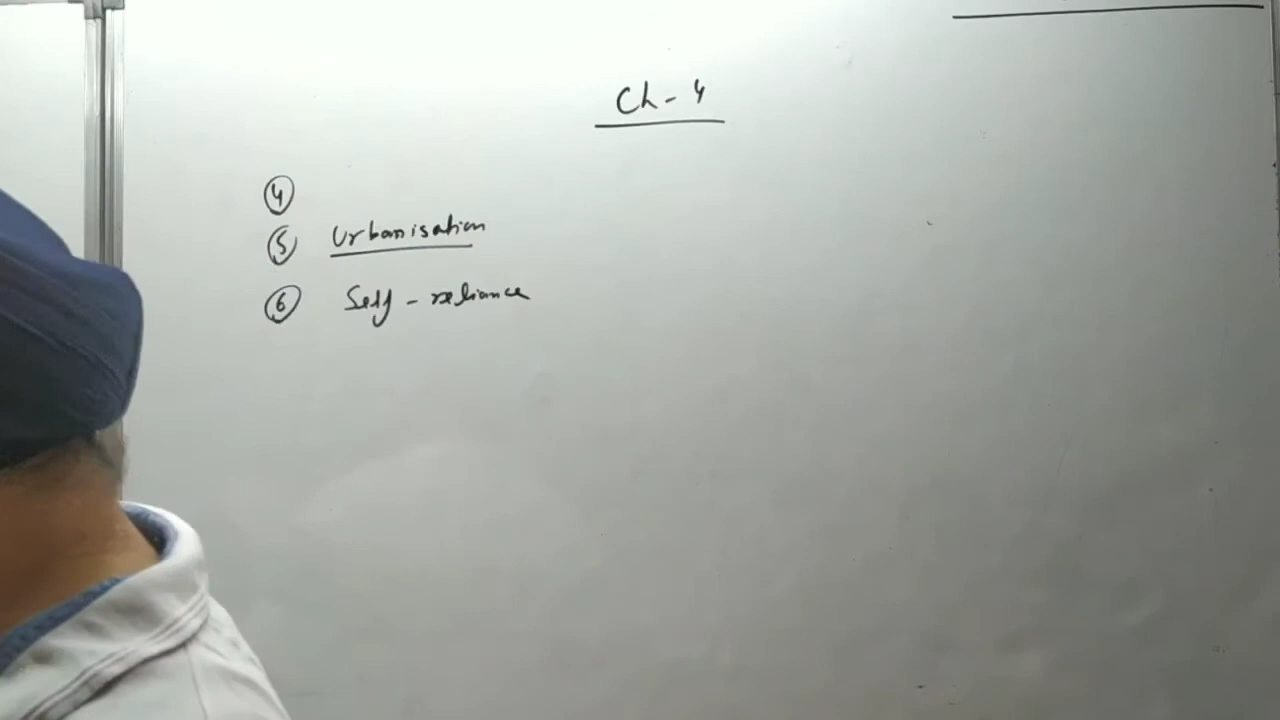 Ch - 4
④
⑤ Urbanisation
⑥ Self - reliance